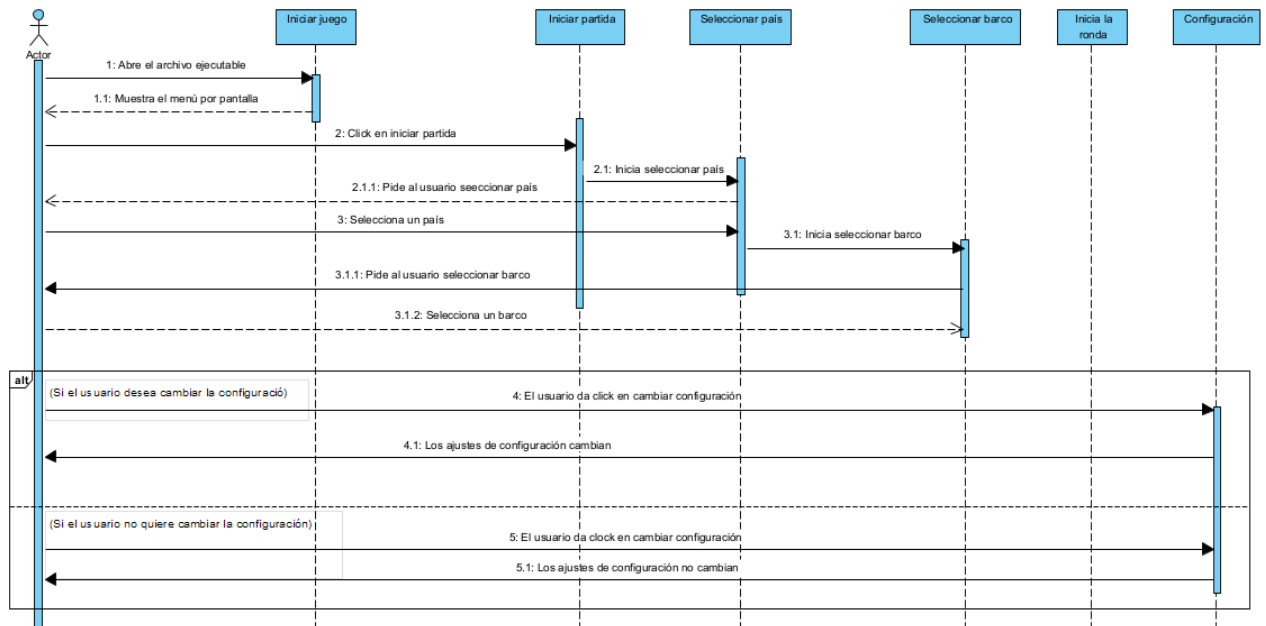 Iniciar juego
Iniciar partida
Seleccionar país
Seleccionar barco
Inicia la
ronda
Configuración
Actor
1: Abre el archivo ejecutable
1.1: Muestra el menú por pantalla
2: Click en iniciar partida
2.1: Inicia seleccionar país
2.1.1: Pide al usuario seeccionar país
3: Selecciona un país
3.1: Inicia seleccionar barco
3.1.1: Pide al usuario seleccionar barco
3.1.2: Selecciona un barco
alt
(Si el usuario desea cambiar la configuració)
4: El usuario da click en cambiar configuración
4.1: Los ajustes de configuración cambian
(Si el usuario no quiere cambiar la configuración)
5: El usuario da clock en cambiar configuración
5.1: Los ajustes de configuración no cambian